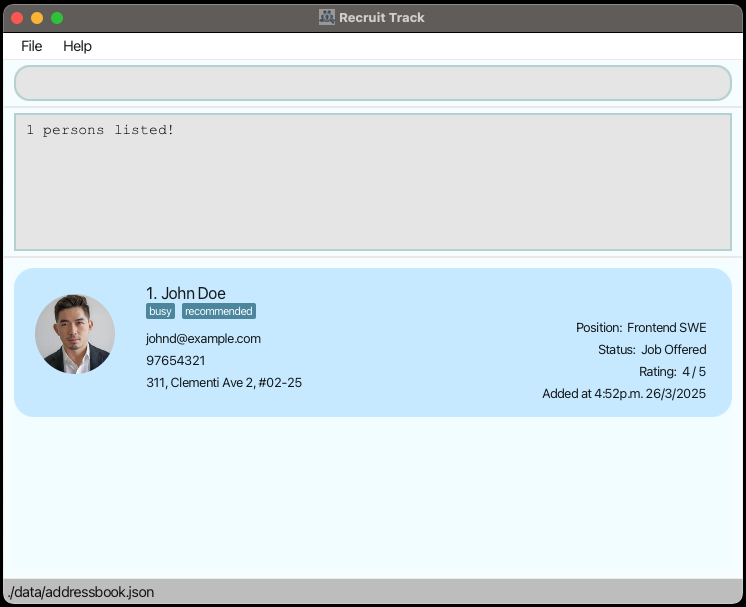 Recruit Track
File Help
1 persons listed!
1. John Doe
busy recommended
johnd@example.com
97654321
311, Clementi Ave 2, #02-25
Position: Frontend SWE
Status: Job Offered
Rating: 4 / 5
Added at 4:52p.m. 26/3/2025
./data/addressbook.json